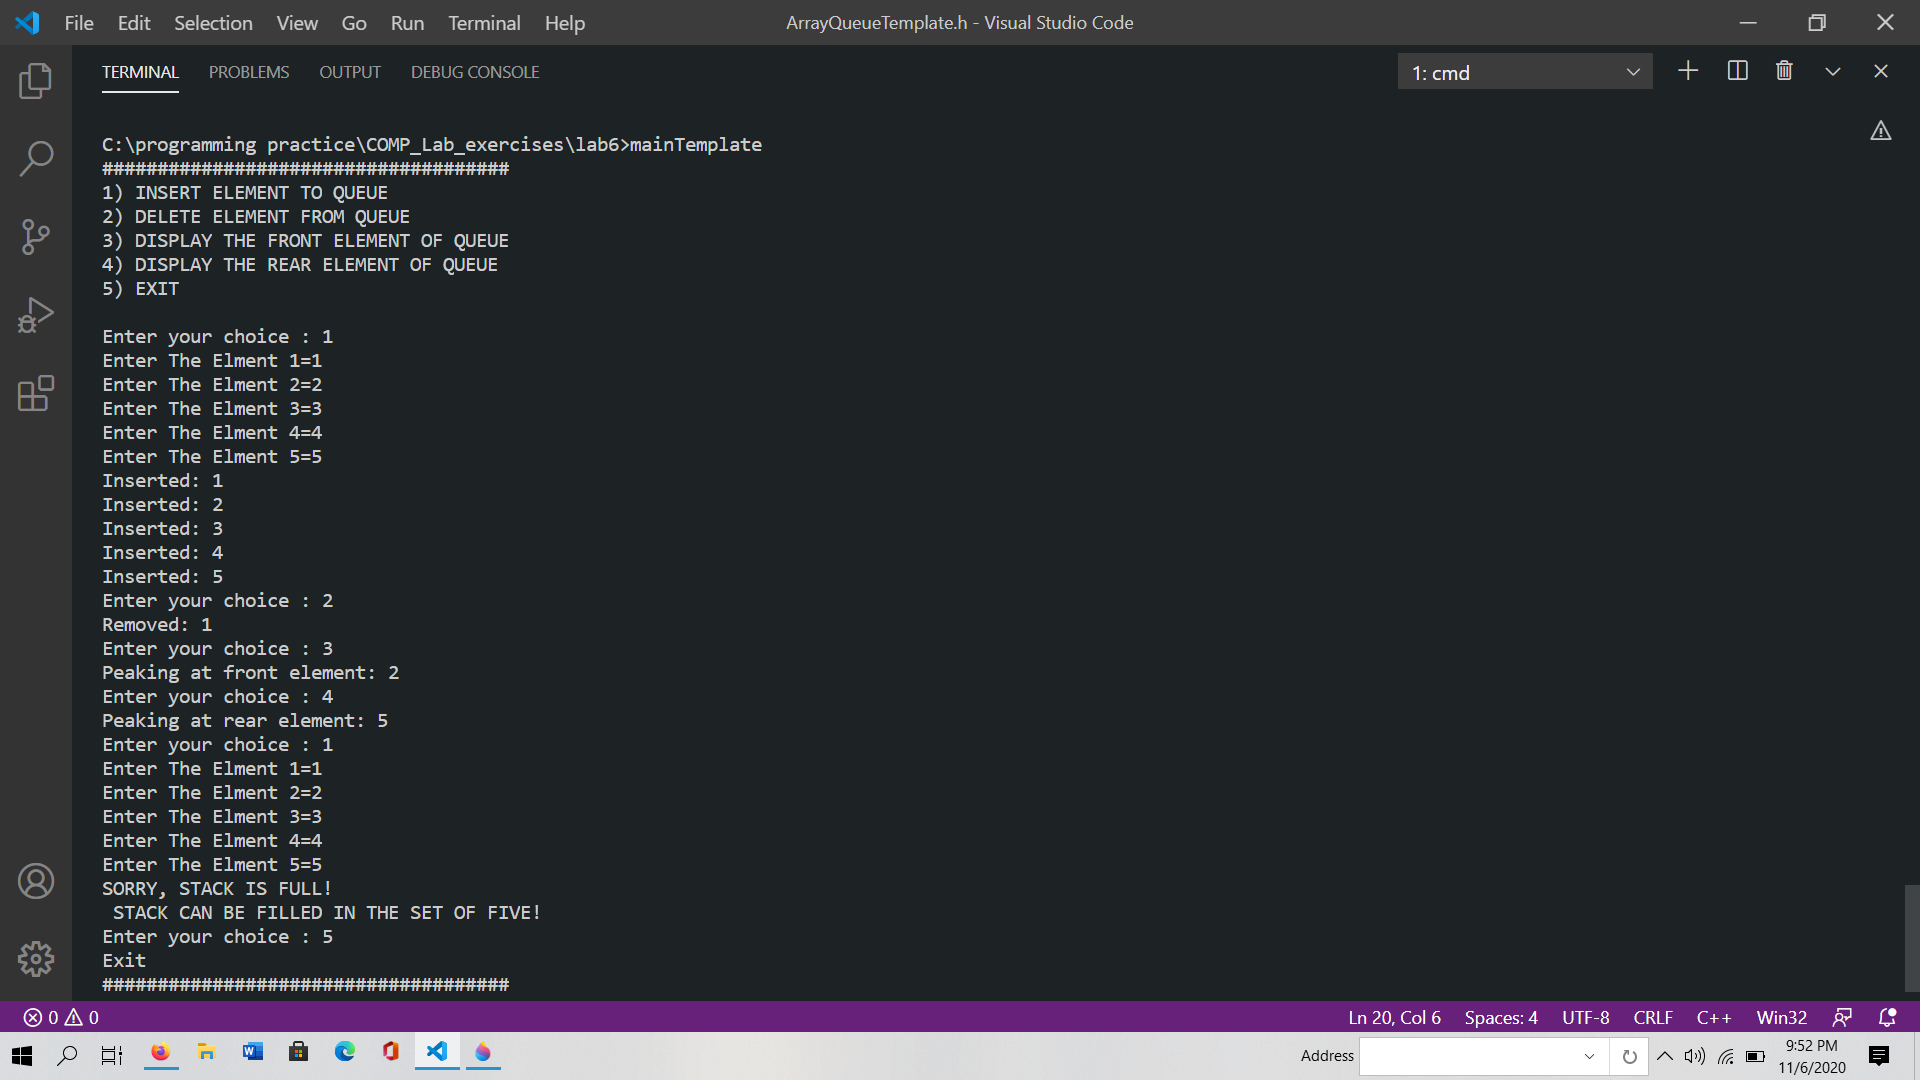 File Edit Selection View Go Run Terminal Help
ArrayQueueTemplate.h - Visual Studio Code
TERMINAL PROBLEMS OUTPUT DEBUG CONSOLE
1: cmd
C:\programming practice\COMP_Lab_exercises\lab6>mainTemplate
#####################################
1) INSERT ELEMENT TO QUEUE
2) DELETE ELEMENT FROM QUEUE
3) DISPLAY THE FRONT ELEMENT OF QUEUE
4) DISPLAY THE REAR ELEMENT OF QUEUE
5) EXIT
Enter your choice : 1
Enter The Elment 1=1
Enter The Elment 2=2
Enter The Elment 3=3
Enter The Elment 4=4
Enter The Elment 5=5
Inserted: 1
Inserted: 2
Inserted: 3
Inserted: 4
Inserted: 5
Enter your choice : 2
Removed: 1
Enter your choice : 3
Peaking at front element: 2
Enter your choice : 4
Peaking at rear element: 5
Enter your choice : 1
Enter The Elment 1=1
Enter The Elment 2=2
Enter The Elment 3=3
Enter The Elment 4=4
Enter The Elment 5=5
SORRY, STACK IS FULL!
STACK CAN BE FILLED IN THE SET OF FIVE!
Enter your choice : 5
Exit
#####################################
0 0
Ln 20, Col 6 Spaces: 4 UTF-8 CRLF C++ Win32
Address
9:52 PM
11/6/2020